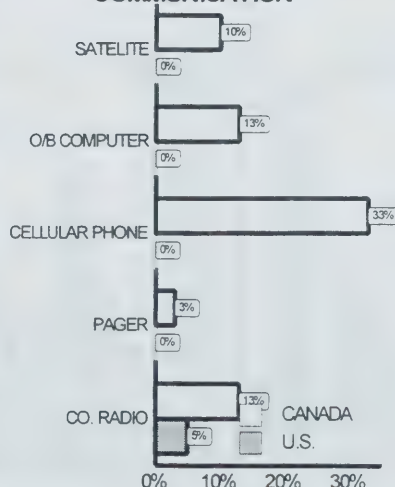 10%
SATELITE
0%
13%
O/B COMPUTER
0%
33%
CELLULAR PHONE
0%
3%
PAGER
0%
13%
CO. RADIO
CANADA
5%
U.S.
0% 10% 20% 30%